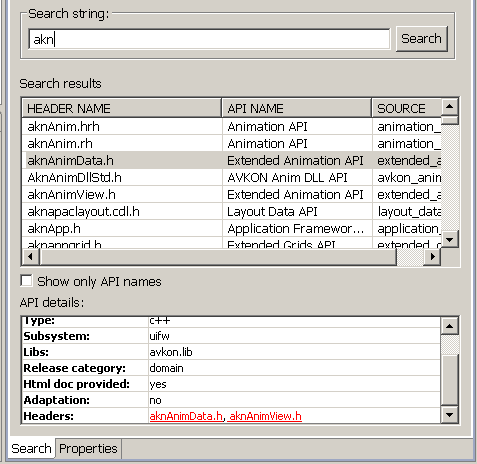 Search string:
akn
Search
Search results
HEADER NAME API NAME SOURCE
aknAnim.hrh Animation API animation_
aknAnim.rh Animation API animation_
aknAnimData.h Extended Animation API extended_a
AknAnimDllStd.h AVKON Anim DLL API avkon_anim
aknAnimView.h Extended Animation API extended_a
aknapaclayout.cdl.h Layout Data API layout_data
aknApp.h Application Framewor... application_
aknappgrid.h Extended Grids API extended_
Show only API names
API details:
Type: c++
Subsystem: uifw
Libs: avkon.lib
Release category: domain
Html doc provided: yes
Adaptation: no
Headers: aknAnimData.h, aknAnimView.h
Search Properties